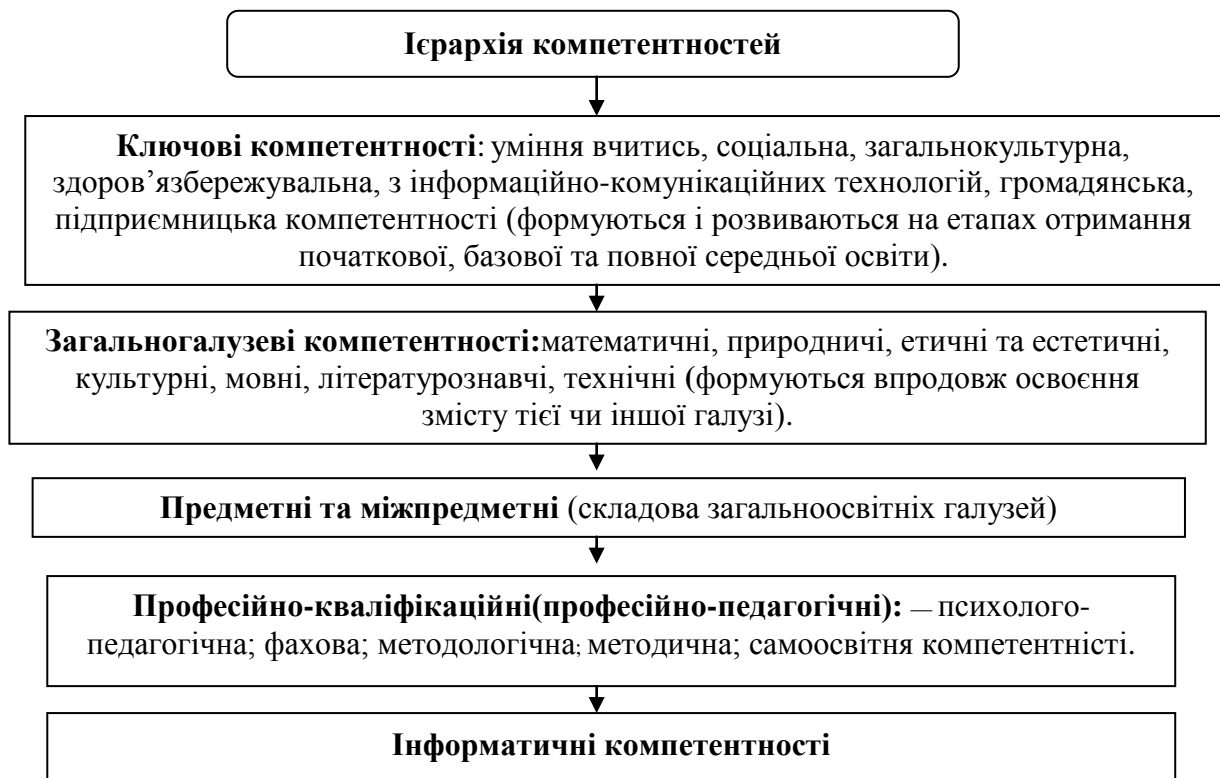 Ієрархія компетентностей
Ключові компетентності: уміння вчитись, соціальна, загальнокультурна,
здоров’язбережувальна, з інформаційно-комунікаційних технологій, громадянська,
підприємницька компетентності (формуються і розвиваються на етапах отримання
початкової, базової та повної середньої освіти).
Загальногалузеві компетентності:математичні, природничі, етичні та естетичні,
культурні, мовні, літературознавчі, технічні (формуються впродовж освоєння
змісту тієї чи іншої галузі).
Предметні та міжпредметні (складова загальноосвітніх галузей)
Професійно-кваліфікаційні(професійно-педагогічні): — психолого-
педагогічна; фахова; методологічна; методична; самоосвітня компетентністі.
Інформатичні компетентності